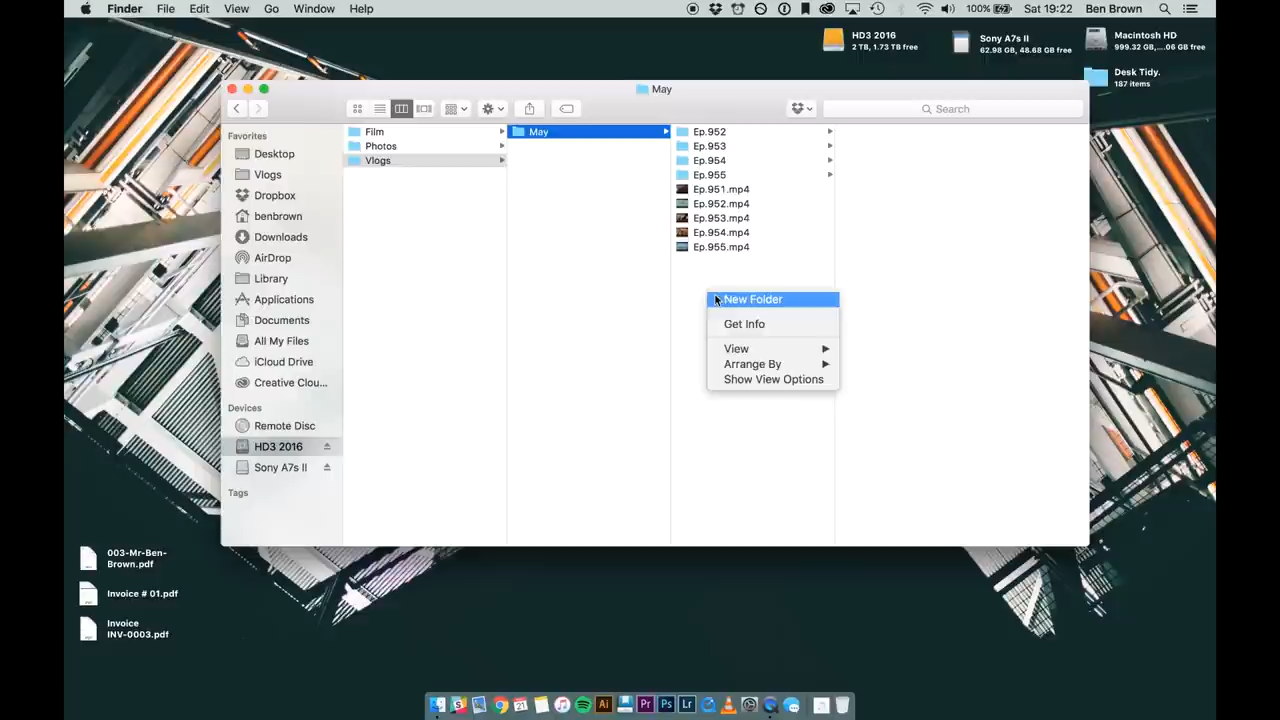 Finder File Edit View Go Window Help
100% Sat 19:22 Ben Brown
HD3 2016
2 TB, 1.73 TB free
Sony A7s II
62.98 GB, 48.68 GB free
Macintosh HD
999.32 GB,....06 GB free
Desk Tidy.
187 items
May
Search
Favorites
Desktop
Vlogs
Dropbox
benbrown
Downloads
AirDrop
Library
Applications
Documents
All My Files
iCloud Drive
Creative Clou...
Devices
Remote Disc
HD3 2016
Sony A7s II
Tags
Film
Photos
Vlogs
May
Ep.952
Ep.953
Ep.954
Ep.955
Ep.951.mp4
Ep.952.mp4
Ep.953.mp4
Ep.954.mp4
Ep.955.mp4
New Folder
Get Info
View
Arrange By
Show View Options
003-Mr-Ben-
Brown.pdf
Invoice # 01.pdf
Invoice
INV-0003.pdf
21 Ai Pr Ps Lr